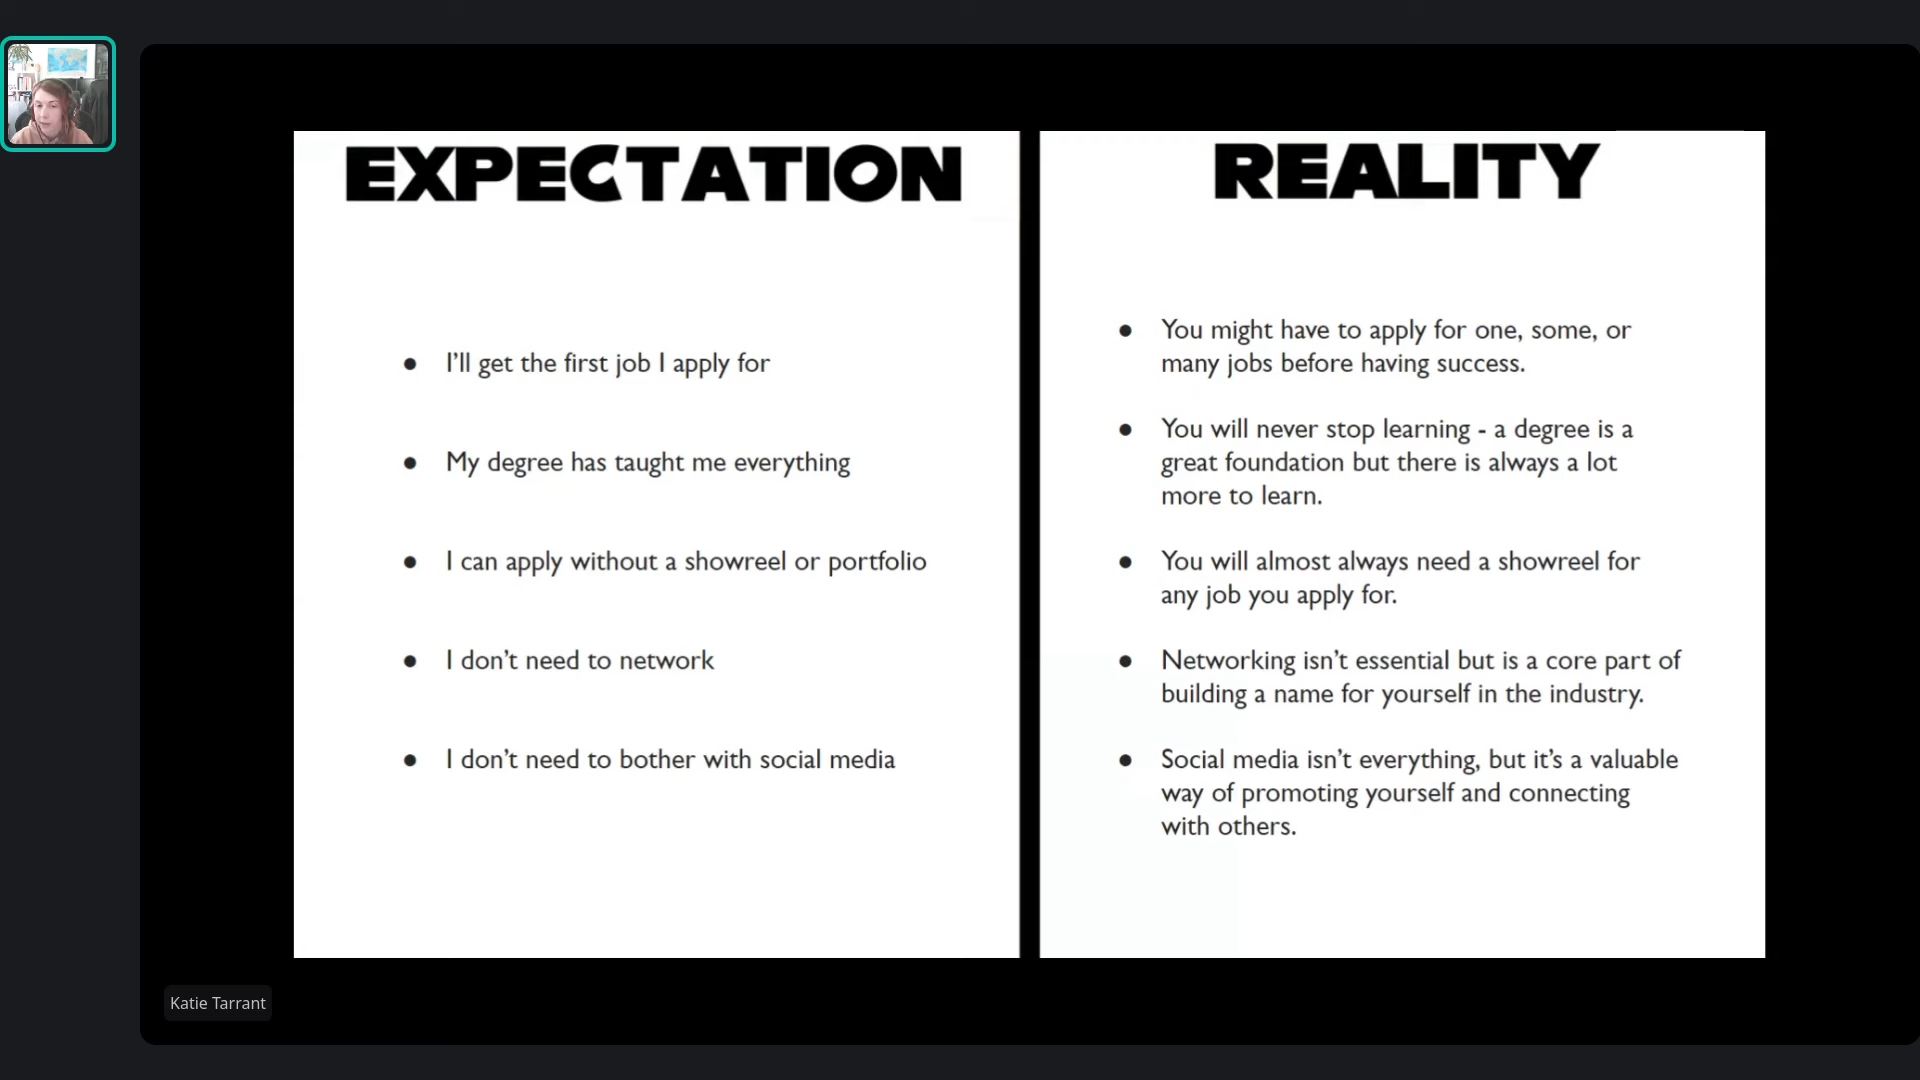 EXPECTATION
I’ll get the first job I apply for
My degree has taught me everything
I can apply without a showreel or portfolio
I don’t need to network
I don’t need to bother with social media
REALITY
You might have to apply for one, some, or
many jobs before having success.
You will never stop learning - a degree is a
great foundation but there is always a lot
more to learn.
You will almost always need a showreel for
any job you apply for.
Networking isn’t essential but is a core part of
building a name for yourself in the industry.
Social media isn’t everything, but it’s a valuable
way of promoting yourself and connecting
with others.
Katie Tarrant